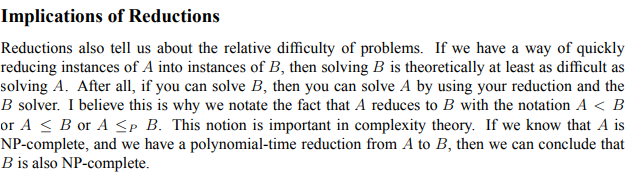 Implications of Reductions
Reductions also tell us about the relative difficulty of problems. If we have a way of quickly
reducing instances of A into instances of B, then solving B is theoretically at least as difficult as
solving A. After all, if you can solve B, then you can solve A by using your reduction and the
B solver. I believe this is why we notate the fact that A reduces to B with the notation A < B
or A ≤ B or A ≤P B. This notion is important in complexity theory. If we know that A is
NP-complete, and we have a polynomial-time reduction from A to B, then we can conclude that
B is also NP-complete.